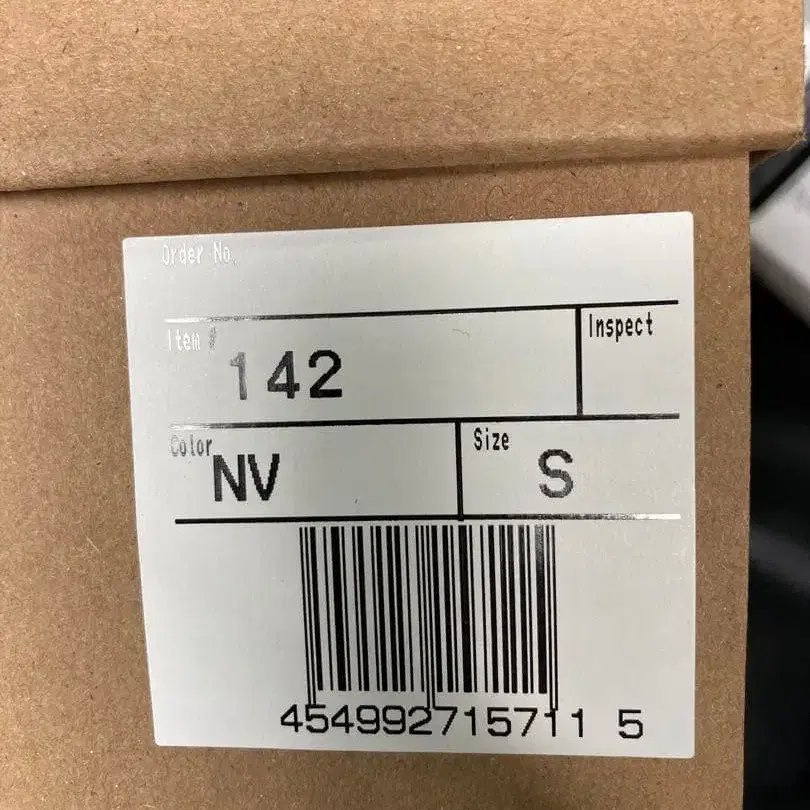 Order No.
Item #
142
Inspect
Color
NV
Size
S
454992715711 5